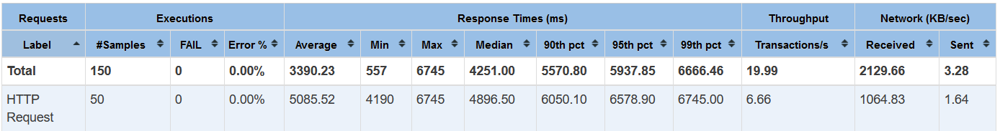 Requests Executions Response Times (ms) Throughput Network (KB/sec)
Label #Samples FAIL Error % Average Min Max Median 90th pct 95th pct 99th pct Transactions/s Received Sent
Total 150 0 0.00% 3390.23 557 6745 4251.00 5570.80 5937.85 6666.46 19.99 2129.66 3.28
HTTP 50 0 0.00% 5085.52 4190 6745 4896.50 6050.10 6578.90 6745.00 6.66 1064.83 1.64
Request